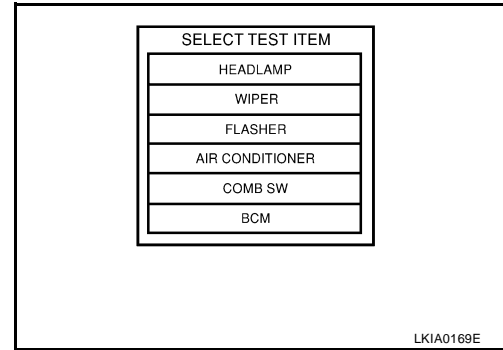 SELECT TEST ITEM
HEADLAMP
WIPER
FLASHER
AIR CONDITIONER
COMB SW
BCM
LKIA0169E